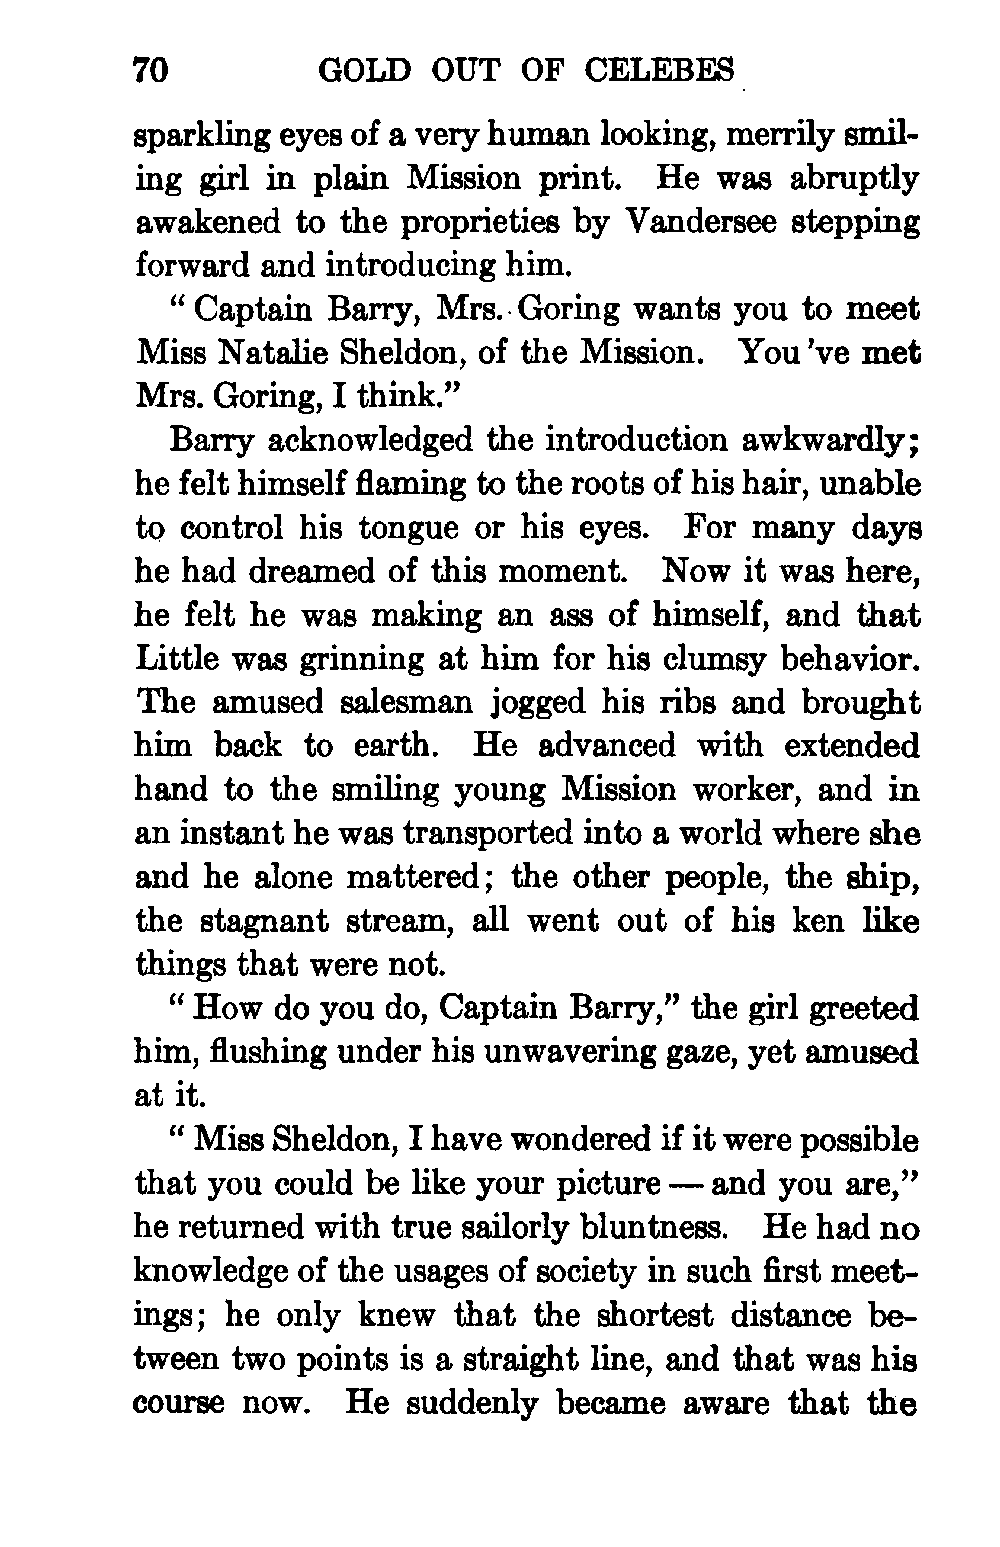 70 GOLD OUT OF CELEBES
sparkling eyes of a very human looking, merrily smil-
ing girl in plain Mission print. He was abruptly
awakened to the proprieties by Vandersee stepping
forward and introducing him.
“ Captain Barry, Mrs. Goring wants you to meet
Miss Natalie Sheldon, of the Mission. You 've met
Mrs. Goring, I think.”
Barry acknowledged the introduction awkwardly;
he felt himself flaming to the roots of his hair, unable
to control his tongue or his eyes. For many days
he had dreamed of this moment. Now it was here,
he felt he was making an ass of himself, and that
Little was grinning at him for his clumsy behavior.
The amused salesman jogged his ribs and brought
him back to earth. He advanced with extended
hand to the smiling young Mission worker, and in
an instant he was transported into a world where she
and he alone mattered; the other people, the ship,
the stagnant stream, all went out of his ken like
things that were not.
“ How do you do, Captain Barry,” the girl greeted
him, flushing under his unwavering gaze, yet amused
at it.
“ Miss Sheldon, I have wondered if it were possible
that you could be like your picture — and you are,”
he returned with true sailorly bluntness. He had no
knowledge of the usages of society in such first meet-
ings; he only knew that the shortest distance be-
tween two points is a straight line, and that was his
course now. He suddenly became aware that the